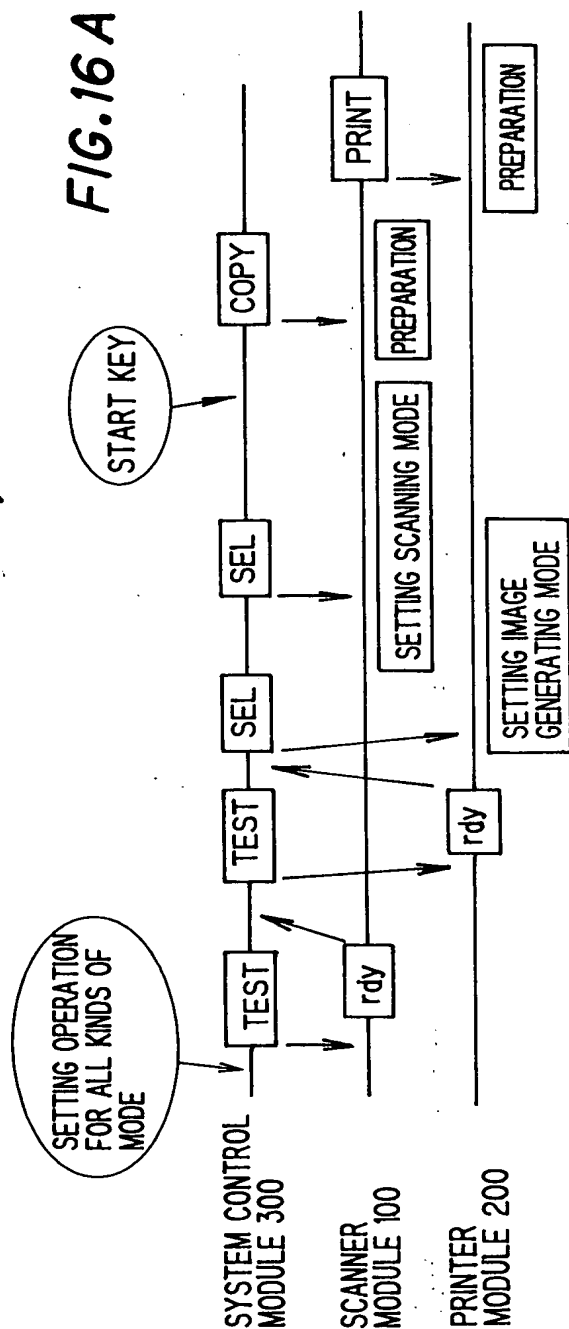 FIG.16A
SETTING OPERATION
FOR ALL KINDS OF
MODE
START KEY
SYSTEM CONTROL
MODULE 300
TEST
TEST
SEL
SEL
COPY
SCANNER
MODULE 100
rdy
SETTING SCANNING MODE
PREPARATION
PRINT
PRINTER
MODULE 200
rdy
SETTING IMAGE
GENERATING MODE
PREPARATION